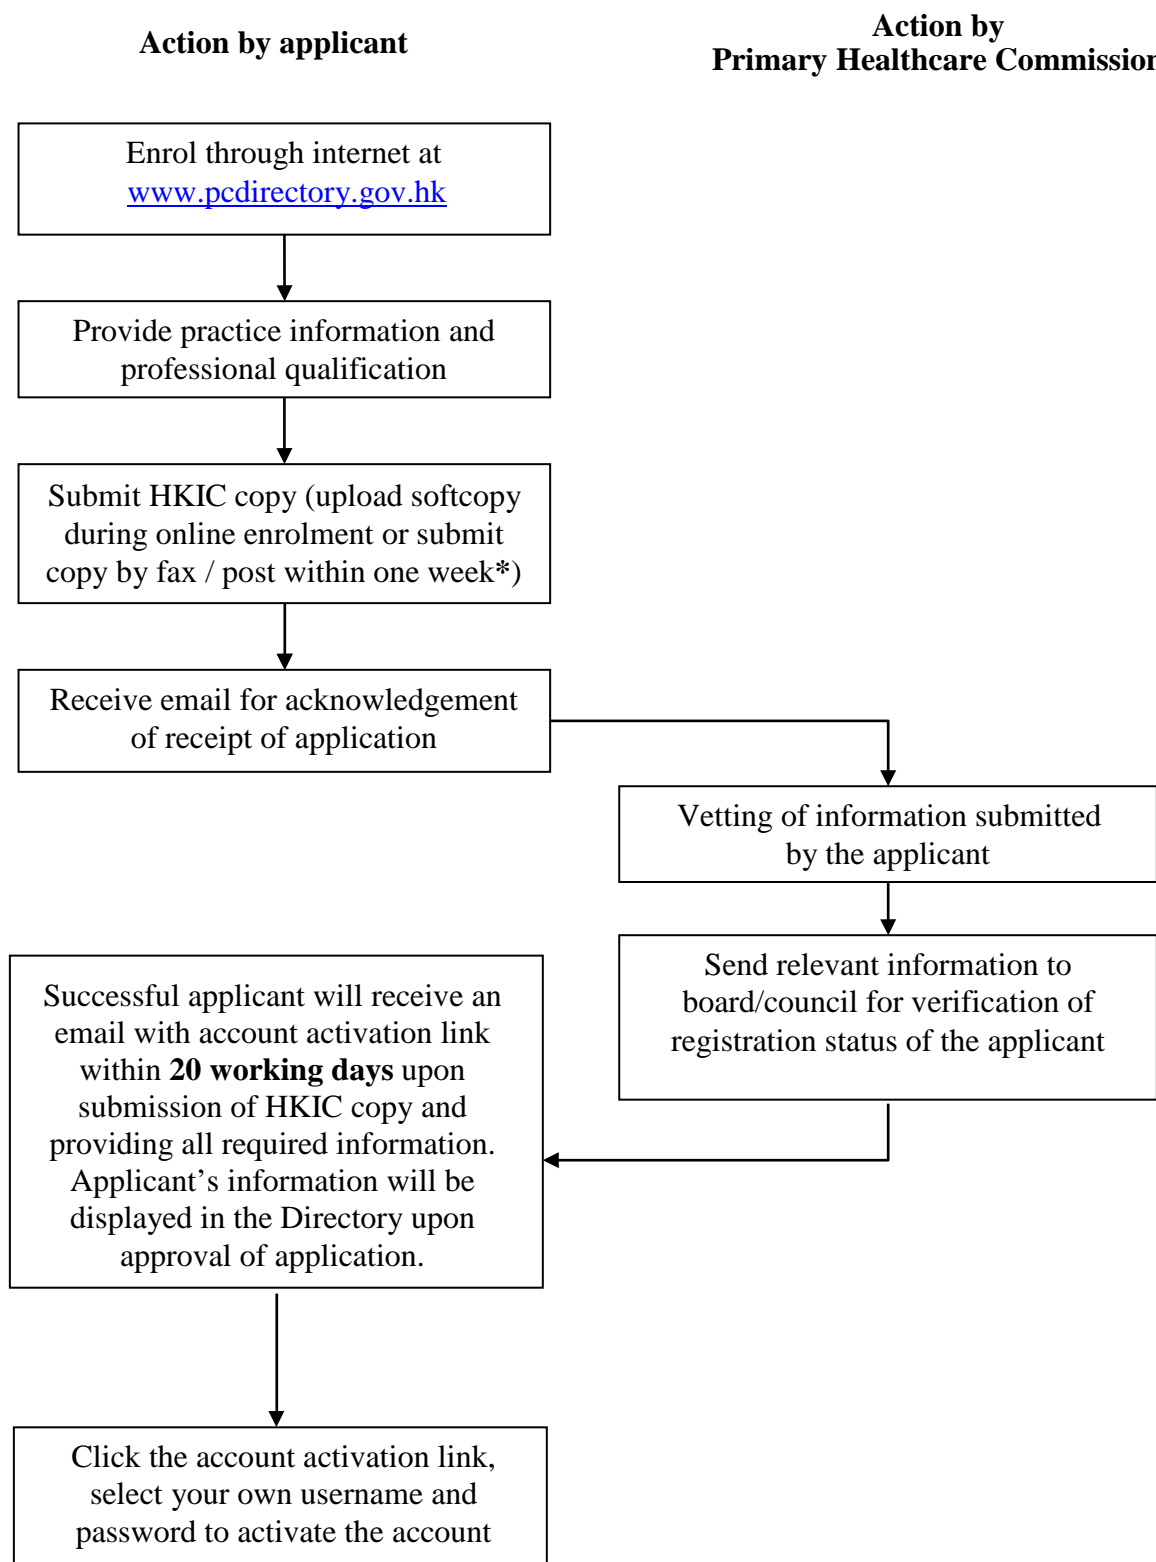 Action by applicant
Action by
Primary Healthcare Commission
Enrol through internet at
www.pcdirectory.gov.hk
Provide practice information and
professional qualification
Submit HKIC copy (upload softcopy
during online enrolment or submit
copy by fax / post within one week*)
Receive email for acknowledgement
of receipt of application
Vetting of information submitted
by the applicant
Send relevant information to
board/council for verification of
registration status of the applicant
Successful applicant will receive an
email with account activation link
within 20 working days upon
submission of HKIC copy and
providing all required information.
Applicant’s information will be
displayed in the Directory upon
approval of application.
Click the account activation link,
select your own username and
password to activate the account